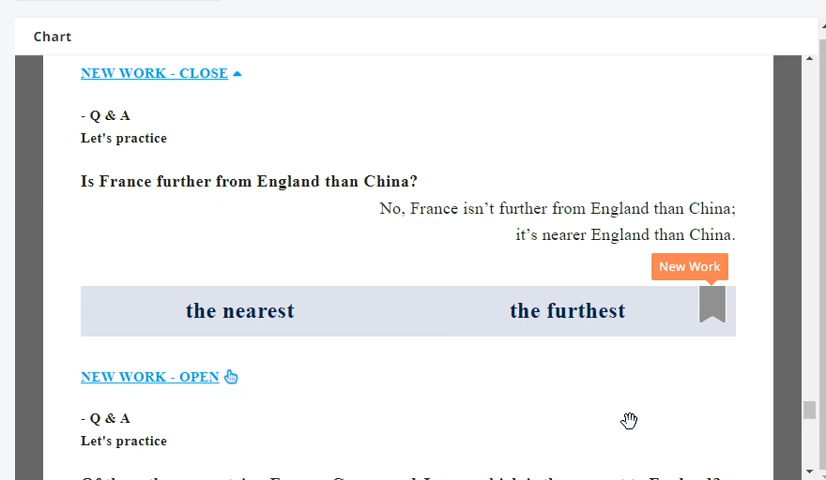 Chart
NEW WORK - CLOSE
- Q & A
Let's practice
Is France further from England than China?
No, France isn't further from England than China;
it's nearer England than China.
New Work
the nearest the furthest
NEW WORK - OPEN
- Q & A
Let's practice